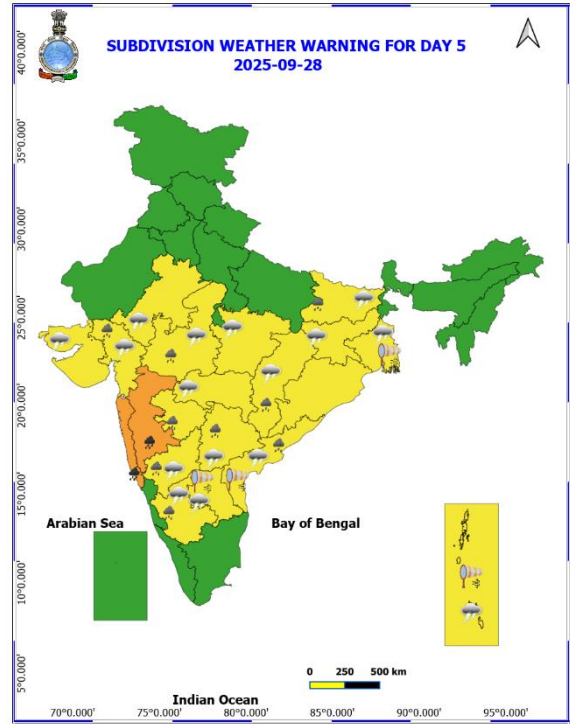 SUBDIVISION WEATHER WARNING FOR DAY 5
2025-09-28
40°0.000'
35°0.000'
30°0.000'
25°0.000'
20°0.000'
15°0.000'
10°0.000'
5°0.000'
Arabian Sea
Bay of Bengal
0 250 500 km
Indian Ocean
70°0.000' 75°0.000' 80°0.000' 85°0.000' 90°0.000' 95°0.000'